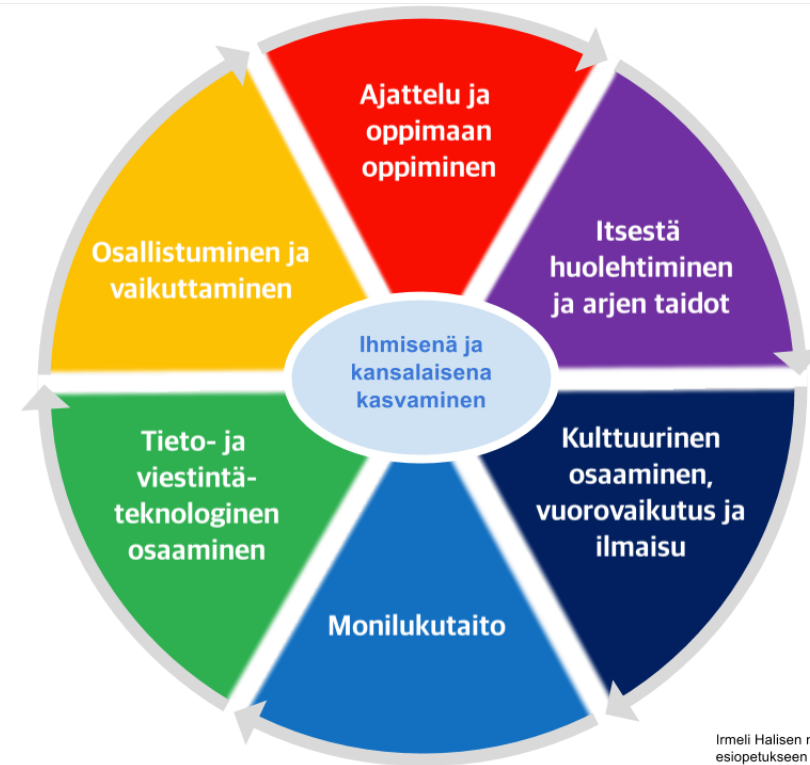 Ajattelu ja
oppimaan
oppiminen
Itsestä
huolehtiminen
ja arjen taidot
Kulttuurinen
osaaminen,
vuorovaikutus ja
ilmaisu
Monilukutaito
Tieto- ja
viestintä-
teknologinen
osaaminen
Osallistuminen ja
vaikuttaminen
Ihmisenä ja
kansalaisena
kasvaminen
Irmeli Halisen
esiopetukseen